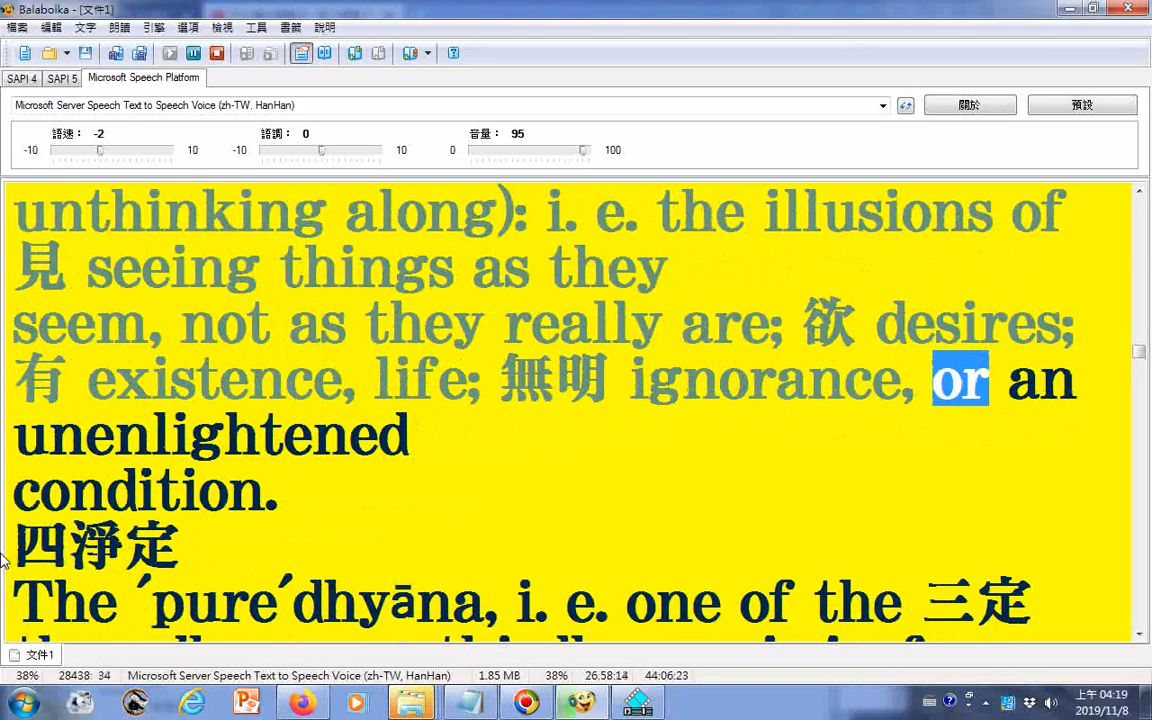 Balabolka - [文件1]
檔案 編輯 文字 朗讀 引擎 選項 檢視 工具 書籤 說明
SAPI 4 SAPI 5 Microsoft Speech Platform
Microsoft Server Speech Text to Speech Voice (zh-TW, HanHan) 關於 預設
語速： -2 語調： 0 音量： 95
-10 10 -10 10 0 100
unthinking along): i. e. the illusions of
見 seeing things as they
seem, not as they really are; 欲 desires;
有 existence, life; 無明 ignorance, or an
unenlightened
condition.
四淨定
The ´pure´dhyāna, i. e. one of the 三定
文件1
38% 28438: 34 Microsoft Server Speech Text to Speech Voice (zh-TW, HanHan) 1.85 MB 38% 26:58:14 44:06:23
上午 04:19
2019/11/8